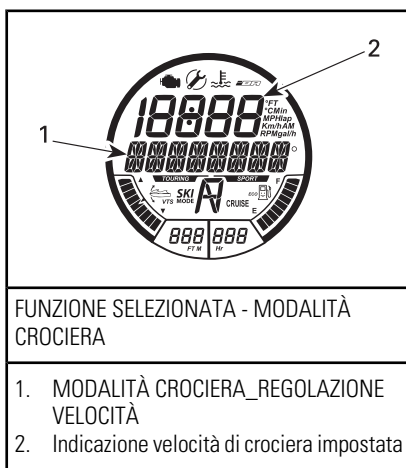 2
1
18888
°FT
°CMin
MPHlap
Km/hAM
RPMgal/h
TOURING
SPORT
F
VTS
SKI
MODE
A
CRUISE
eco
E
888
FT M
888
Hr
FUNZIONE SELEZIONATA - MODALITÀ
CROCIERA
1. MODALITÀ CROCIERA_REGOLAZIONE
VELOCITÀ
2. Indicazione velocità di crociera impostata